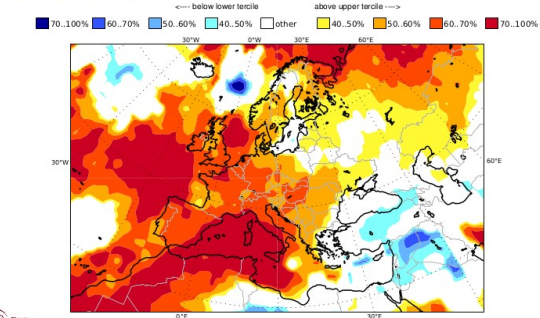 <---- below lower tercile above upper tercile ---->
70..100% 60..70% 50..60% 40..50% other 40..50% 50..60% 60..70% 70..100%
30°W 0°W 30°E 60°E
30°W 60°E
0°E 30°E